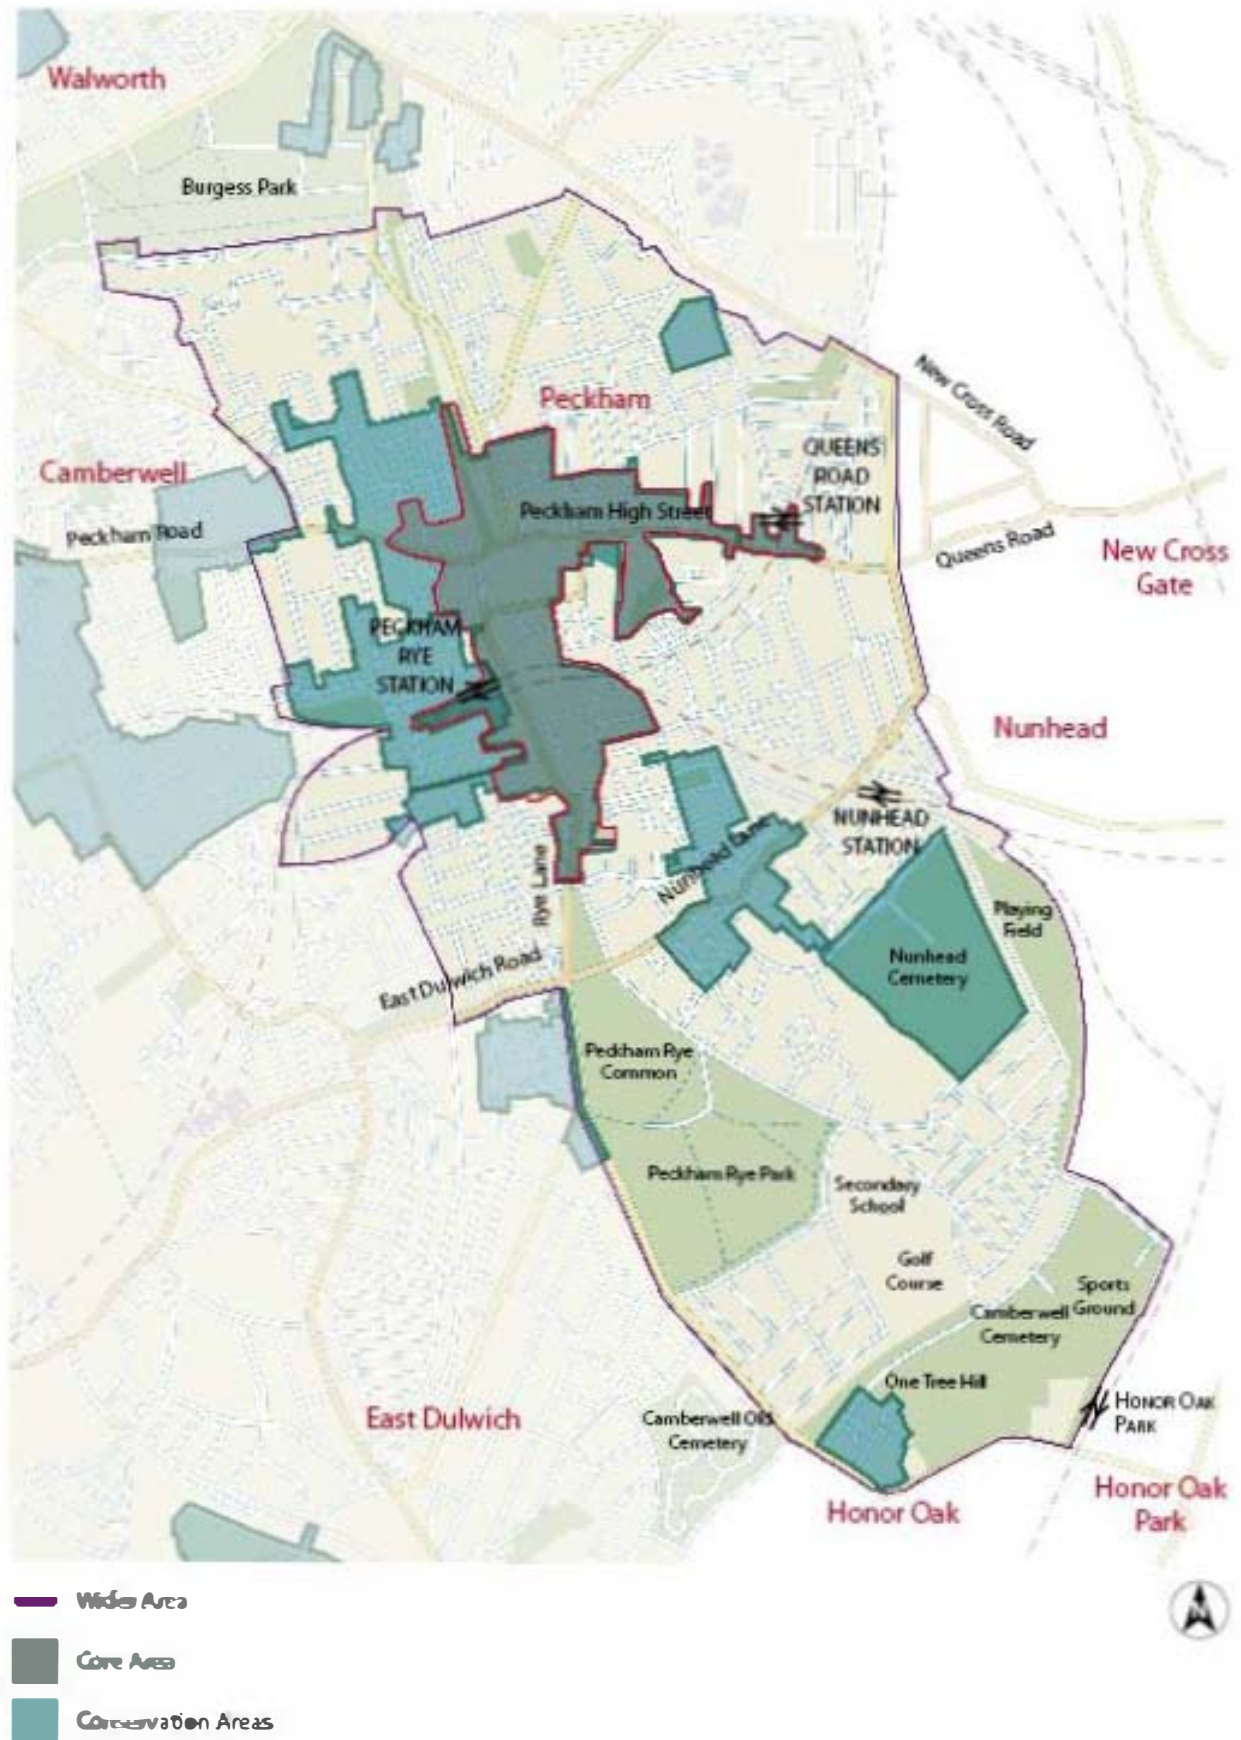 Walworth
Burgess Park
Peckham
New Cross Road
Camberwell
QUEENS
ROAD
STATION
Peckham High Street
Peckham Road
Queens Road
New Cross
Gate
PECKHAM
RYE
STATION
Nunhead
NUNHEAD
STATION
Nunhead Lane
Rye Lane
Playing
Field
Nunhead
Cemetery
East Dulwich Road
Peckham Rye
Common
Peckham Rye Park
Secondary
School
Golf
Course
Sports
Ground
Camberwell
Cemetery
One Tree Hill
HONOR OAK
PARK
East Dulwich
Camberwell Old
Cemetery
Honor Oak
Park
Honor Oak
Wider Area
Core Area
Conservation Areas